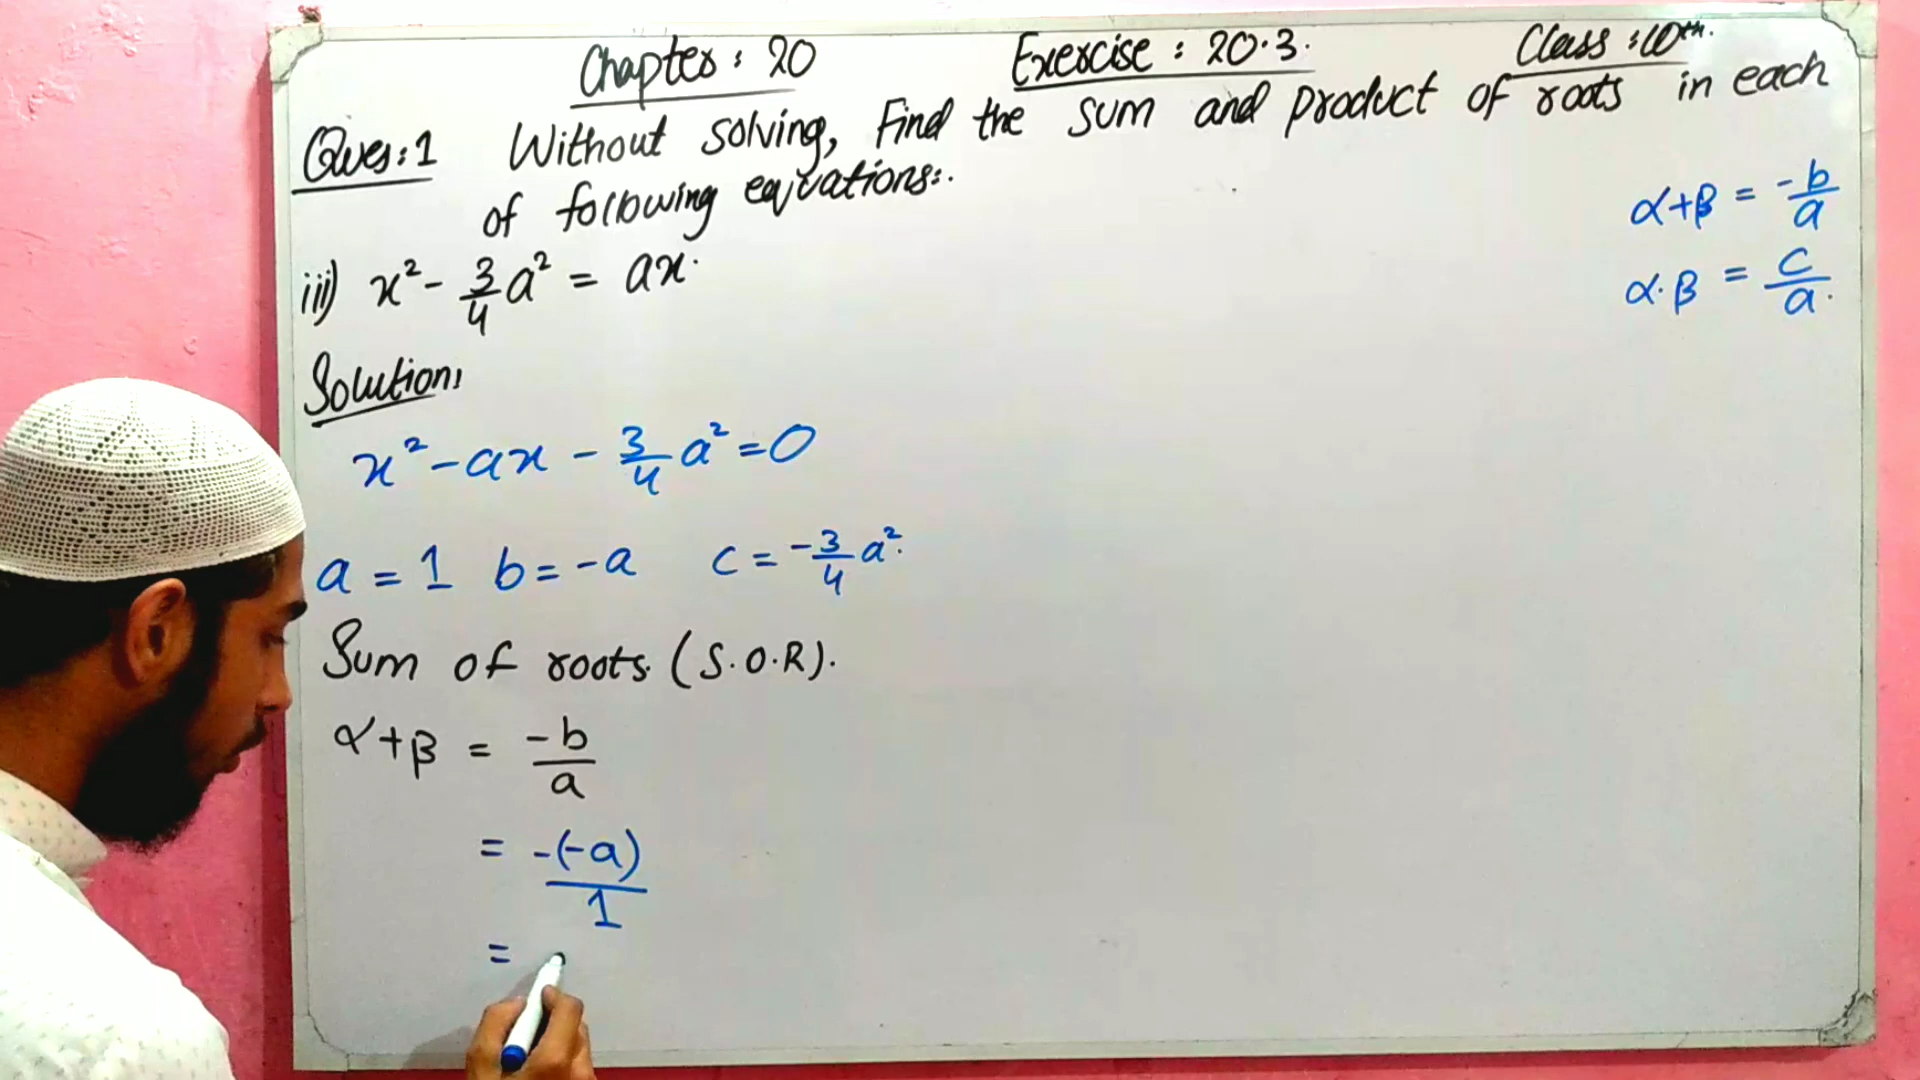 Chapter: 20 Exercise: 20.3. Class: 10th.
Ques:1 Without solving, Find the sum and product of roots in each
of following equations:.
α+β = -b/a
α.β = c/a.
iii) x² - 3/4 a² = ax.
Solution:
x² - ax - 3/4 a² = 0
a = 1 b = -a c = -3/4 a².
Sum of roots. (S.O.R).
α+β = -b/a
= -(-a)/1
=